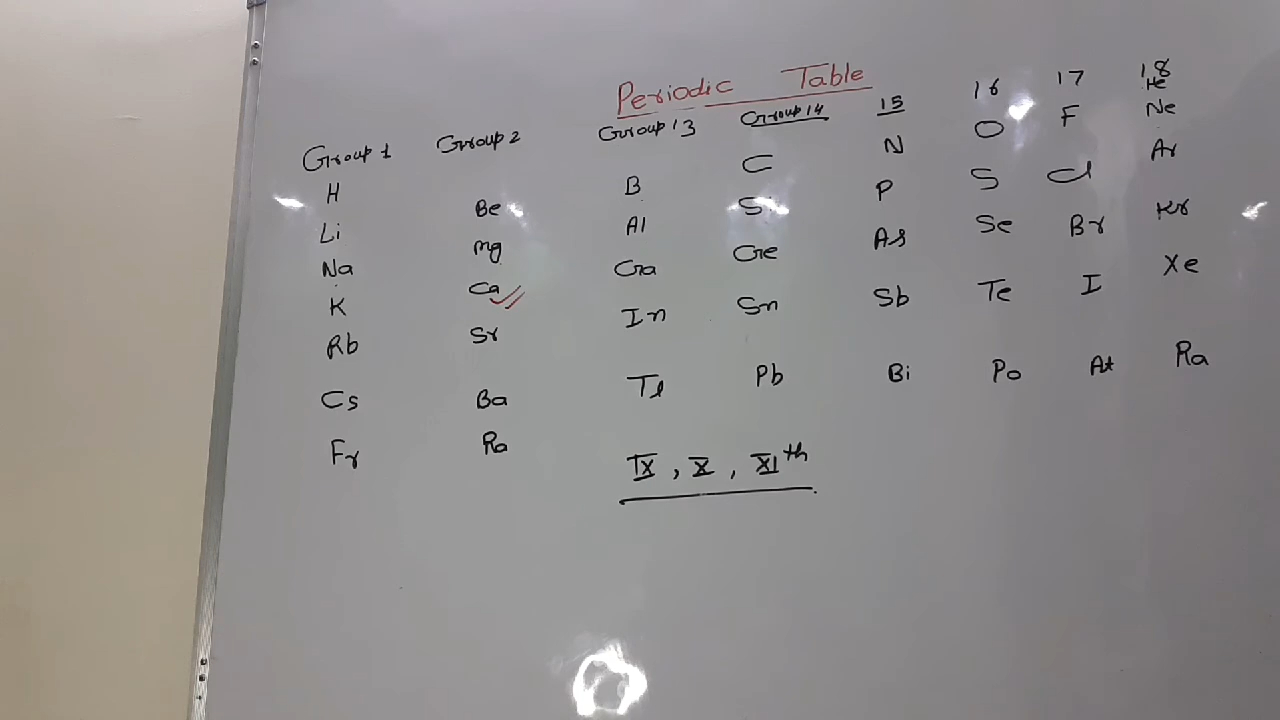 Periodic Table
Group 1 Group 2 Group 13 Group 14 15 16 17 18
H He
Li Be B C N O F Ne
Na Mg Al Si P S Cl Ar
K Ca Ga Ge As Se Br Kr
Rb Sr In Sn Sb Te I Xe
Cs Ba Tl Pb Bi Po At Ra
Fr Ra
IX, X, XIth